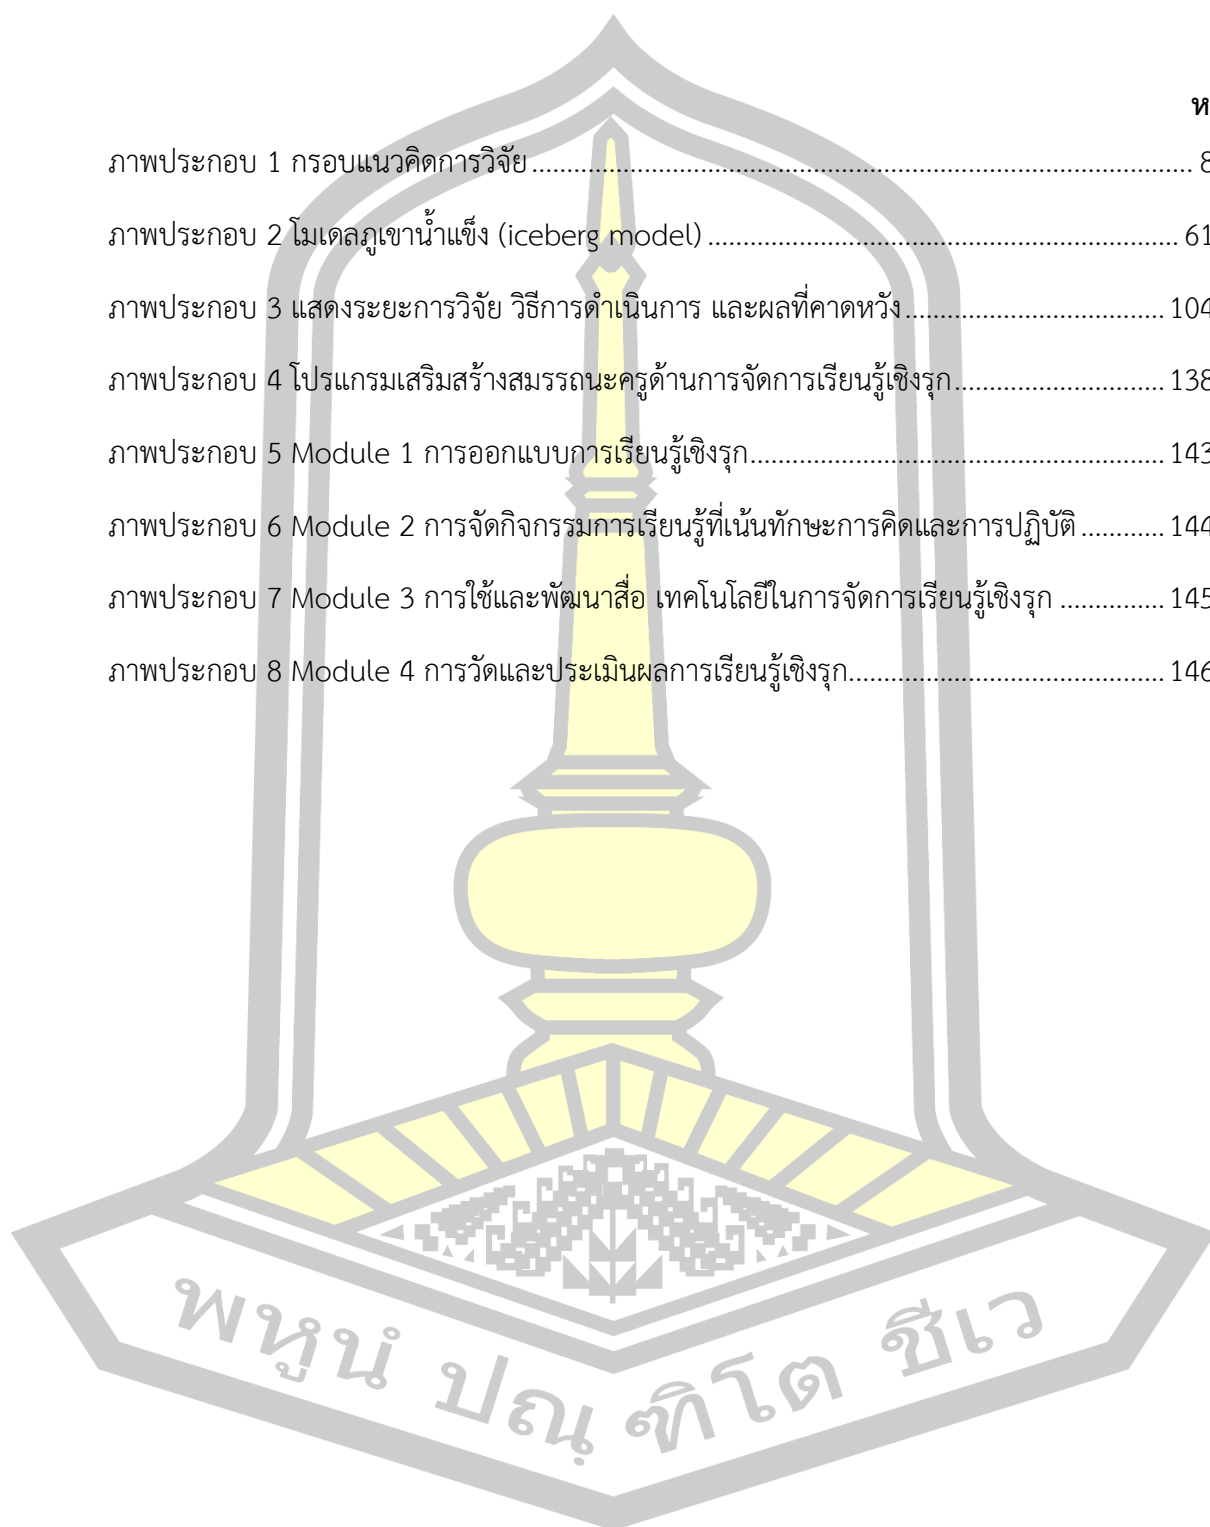 ห
ภาพประกอบ 1 กรอบแนวคิดการวิจัย .............................................................................................. 8
ภาพประกอบ 2 โมเดลภูเขาน้ำแข็ง (iceberg model) ................................................................... 61
ภาพประกอบ 3 แสดงระยะการวิจัย วิธีการดำเนินการ และผลที่คาดหวัง ..................................... 104
ภาพประกอบ 4 โปรแกรมเสริมสร้างสมรรถนะครูด้านการจัดการเรียนรู้เชิงรุก .............................. 138
ภาพประกอบ 5 Module 1 การออกแบบการเรียนรู้เชิงรุก ........................................................... 143
ภาพประกอบ 6 Module 2 การจัดกิจกรรมการเรียนรู้ที่เน้นทักษะการคิดและการปฏิบัติ ............ 144
ภาพประกอบ 7 Module 3 การใช้และพัฒนาสื่อ เทคโนโลยีในการจัดการเรียนรู้เชิงรุก ............... 145
ภาพประกอบ 8 Module 4 การวัดและประเมินผลการเรียนรู้เชิงรุก ............................................. 146
พหูนํ ปณฺฑิโต ชีเว